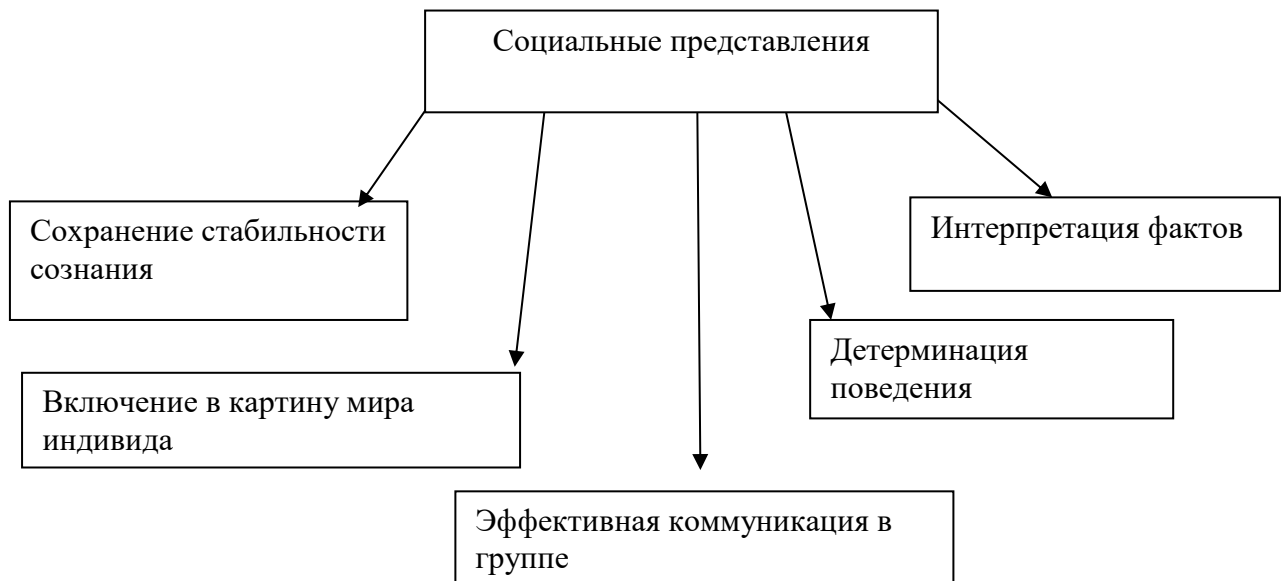 Социальные представления
Сохранение стабильности
сознания
Интерпретация фактов
Детерминация
поведения
Включение в картину мира
индивида
Эффективная коммуникация в
группе